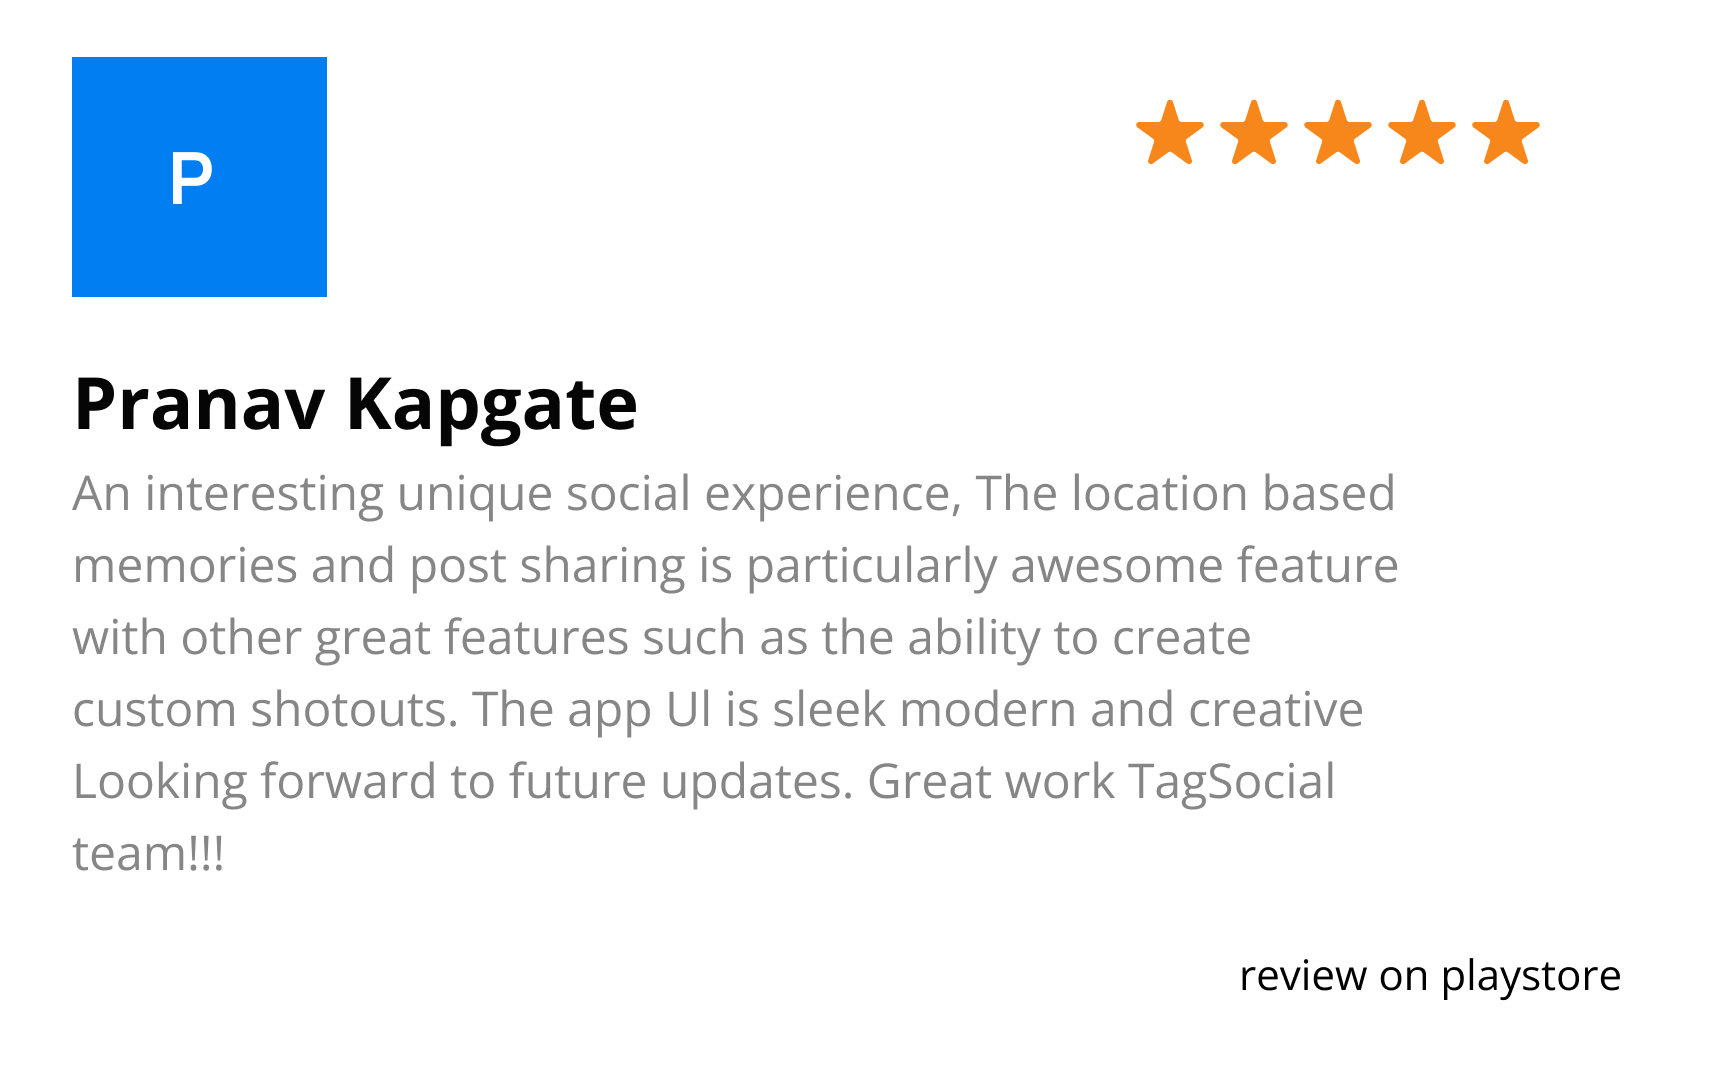 P
Pranav Kapgate
An interesting unique social experience, The location based
memories and post sharing is particularly awesome feature
with other great features such as the ability to create
custom shotouts. The app Ul is sleek modern and creative
Looking forward to future updates. Great work TagSocial
team!!!
review on playstore